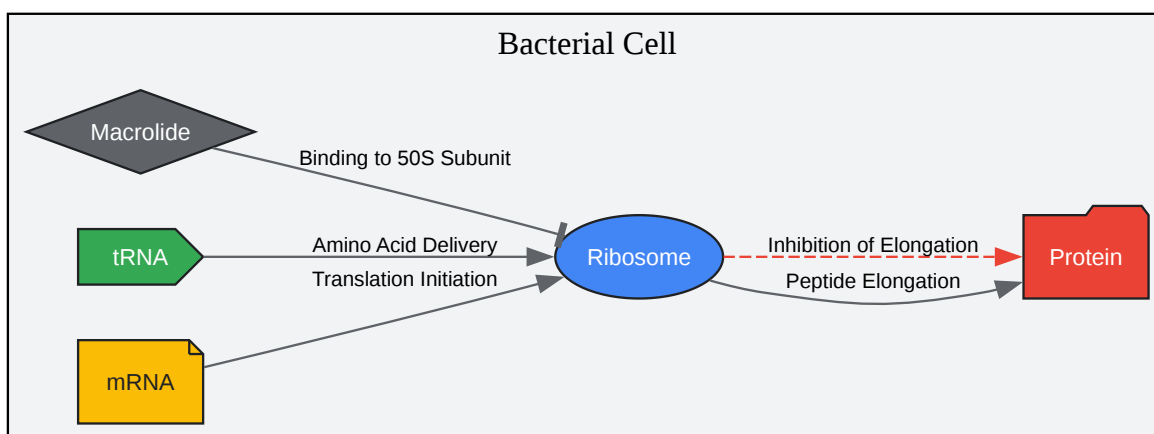 Bacterial Cell
Macrolide
Binding to 50S Subunit
tRNA
Amino Acid Delivery
Ribosome
Inhibition of Elongation
Protein
Translation Initiation
Peptide Elongation
mRNA